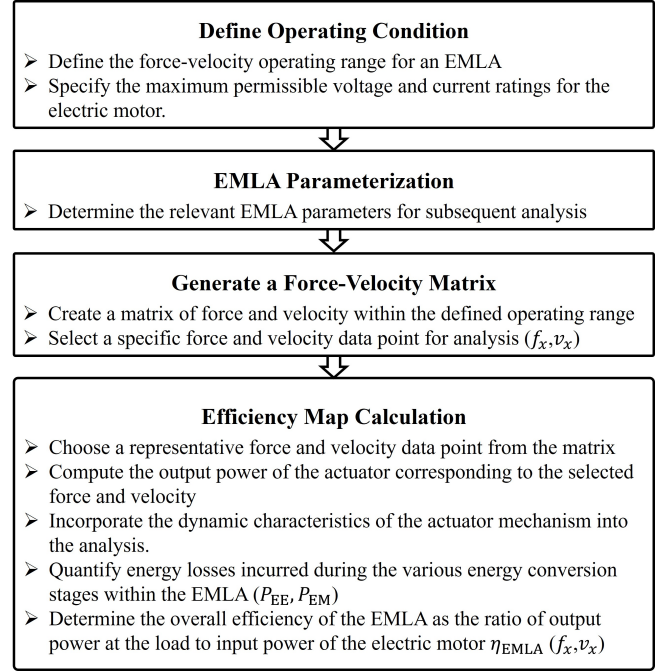 Define Operating Condition
➢ Define the force-velocity operating range for an EMLA
➢ Specify the maximum permissible voltage and current ratings for the
electric motor.
EMLA Parameterization
➢ Determine the relevant EMLA parameters for subsequent analysis
Generate a Force-Velocity Matrix
➢ Create a matrix of force and velocity within the defined operating range
➢ Select a specific force and velocity data point for analysis (𝑓ₓ,𝑣ₓ)
Efficiency Map Calculation
➢ Choose a representative force and velocity data point from the matrix
➢ Compute the output power of the actuator corresponding to the selected
force and velocity
➢ Incorporate the dynamic characteristics of the actuator mechanism into
the analysis.
➢ Quantify energy losses incurred during the various energy conversion
stages within the EMLA (P_EE, P_EM)
➢ Determine the overall efficiency of the EMLA as the ratio of output
power at the load to input power of the electric motor η_EMLA (𝑓ₓ,𝑣ₓ)